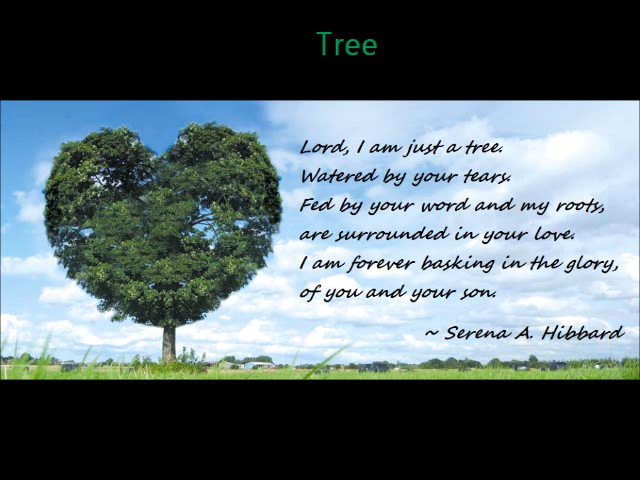 Tree
Lord, I am just a tree.
Watered by your tears.
Fed by your word and my roots,
are surrounded in your love.
I am forever basking in the glory,
of you and your son.
~ Serena A. Hibbard